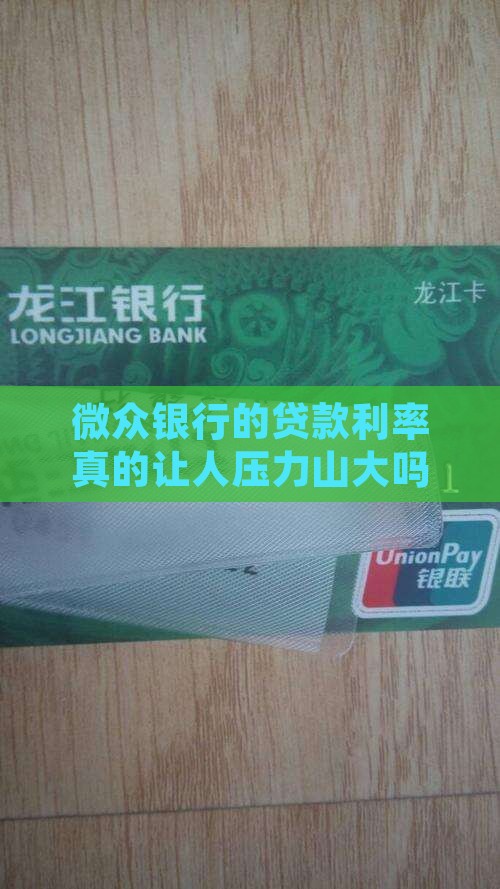 龙江银行
龙江卡
LONGJIANG BANK
微众银行的贷款利率
真的让人压力山大吗
UnionPay
银联